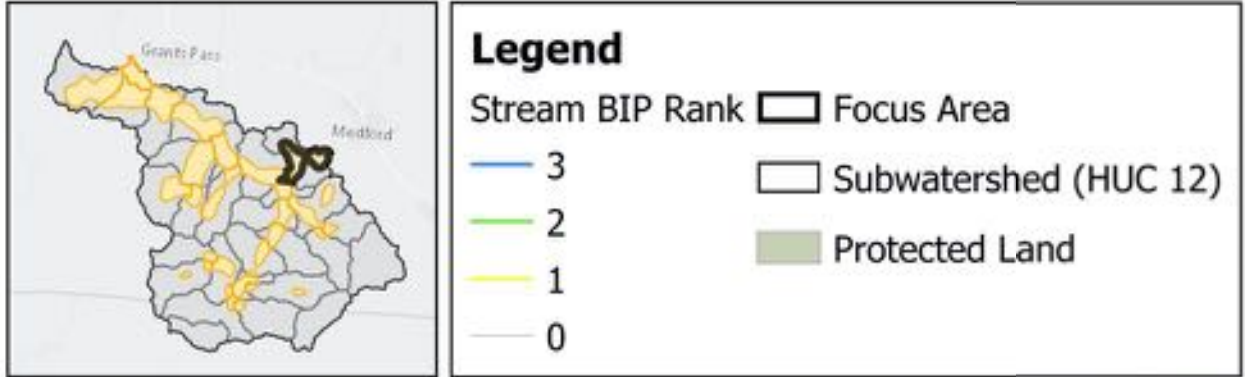 Grants Pass
Medford
Legend
Stream BIP Rank
3
2
1
0
Focus Area
Subwatershed (HUC 12)
Protected Land